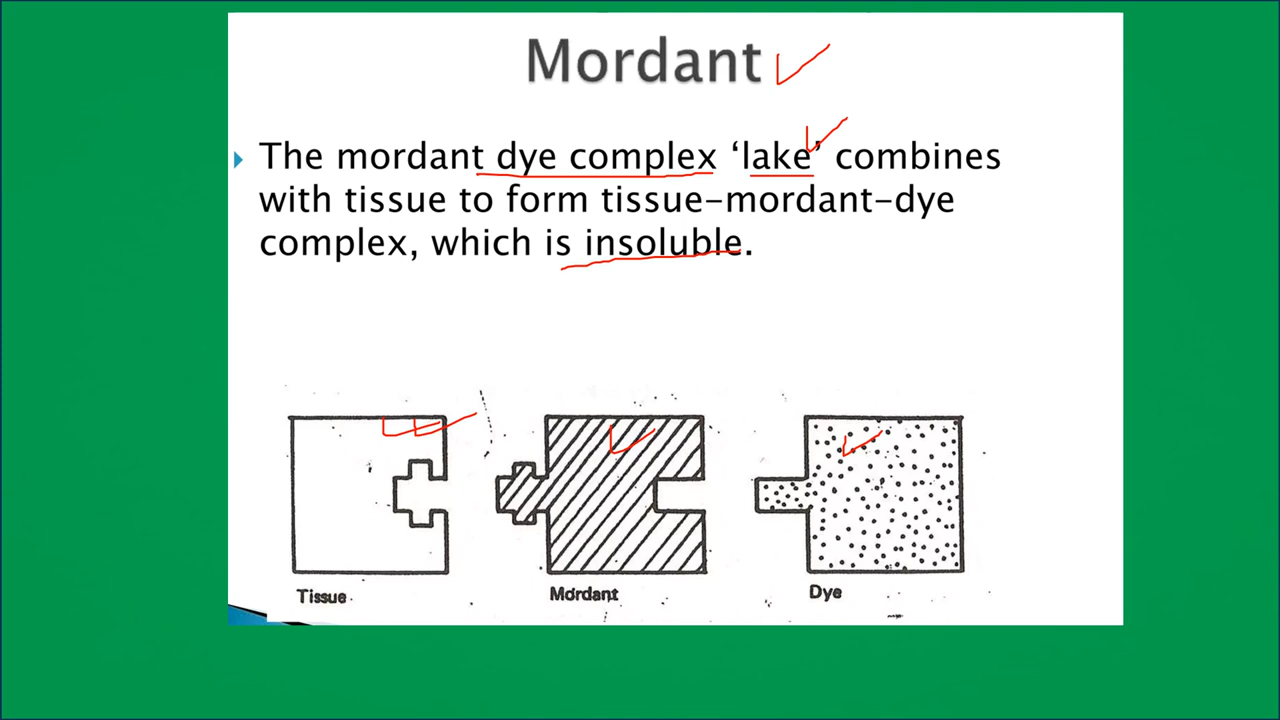 Mordant
The mordant dye complex ‘lake’ combines
with tissue to form tissue-mordant-dye
complex, which is insoluble.
Tissue
Mordant
Dye